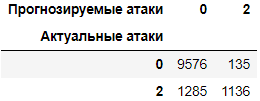 Прогнозируемые атаки 0 2
Актуальные атаки
0 9576 135
2 1285 1136